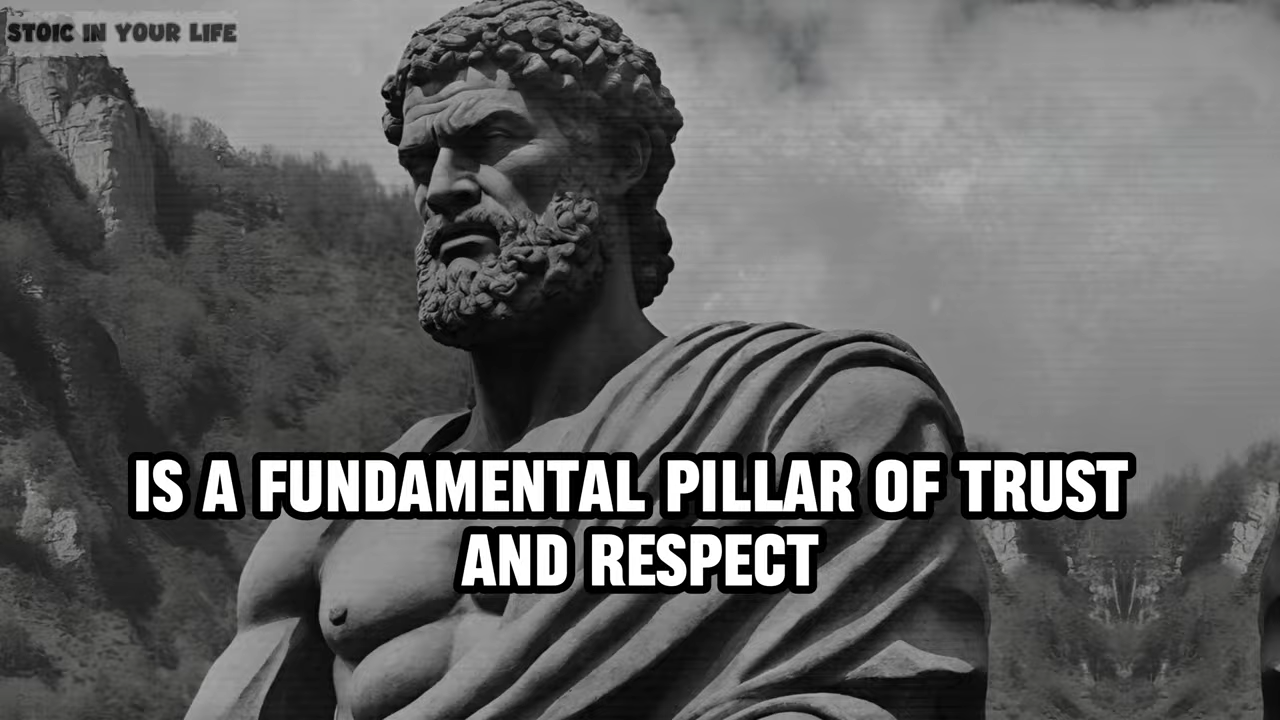 STOIC IN YOUR LIFE
IS A FUNDAMENTAL PILLAR OF TRUST
AND RESPECT